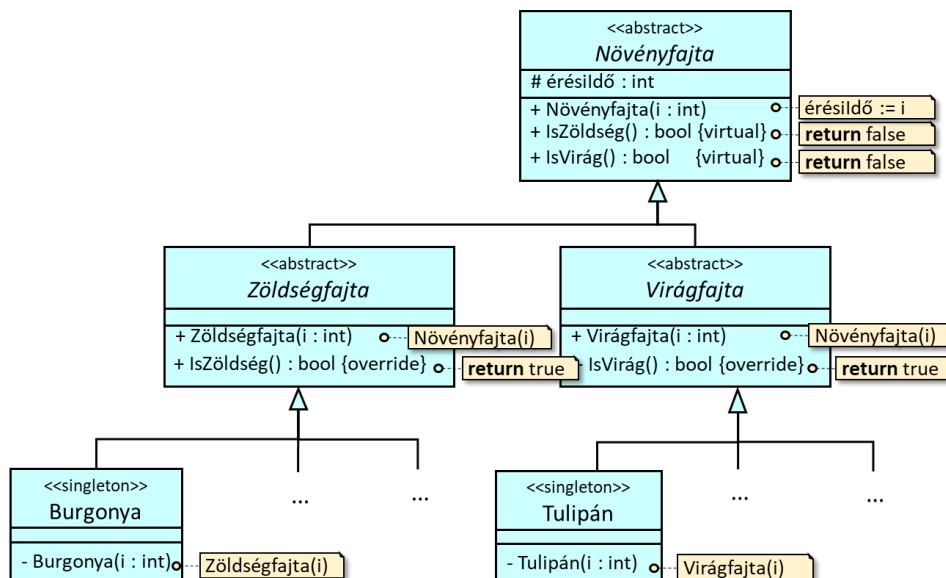 <<abstract>>
Növényfajta
# érésiIdő : int
+ Növényfajta(i : int)
érésiIdő := i
+ IsZöldség() : bool {virtual}
return false
+ IsVirág() : bool {virtual}
return false
<<abstract>>
Zöldségfajta
+ Zöldségfajta(i : int)
Növényfajta(i)
+ IsZöldség() : bool {override}
return true
<<abstract>>
Virágfajta
+ Virágfajta(i : int)
Növényfajta(i)
IsVirág() : bool {override}
return true
<<singleton>>
Burgonya
- Burgonya(i : int)
Zöldségfajta(i)
...
...
<<singleton>>
Tulipán
- Tulipán(i : int)
Virágfajta(i)
...
...